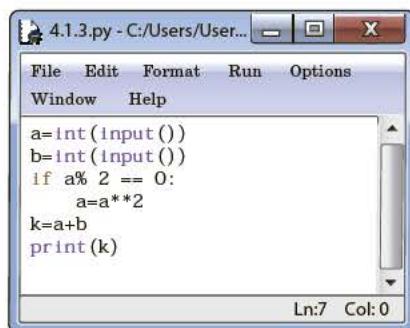 4.1.3.py - C:/Users/User...
File Edit Format Run Options
Window Help
a=int(input())
b=int(input())
if a% 2 == 0:
    a=a**2
k=a+b
print(k)
Ln:7 Col: 0